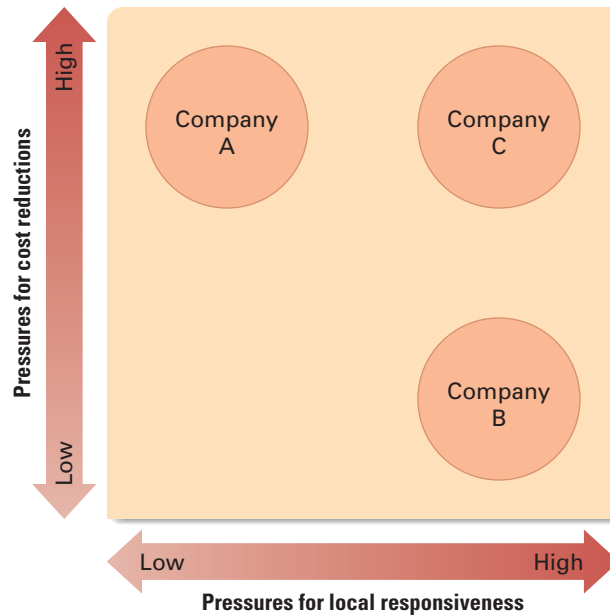 High
Pressures for cost reductions
Low
Company
A
Company
C
Company
B
Low
High
Pressures for local responsiveness